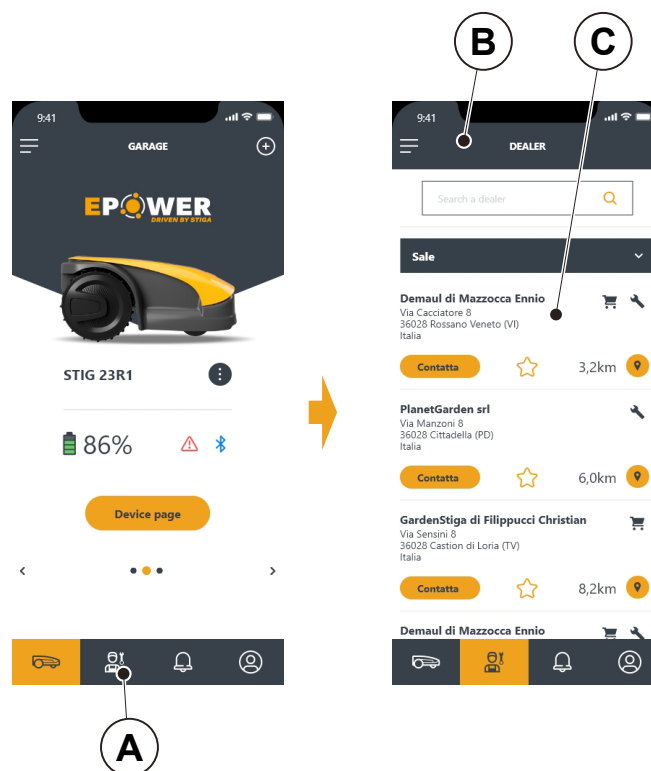 B
C
9:41
GARAGE
EPOWER
DRIVEN BY STIGA
STIG 23R1
86%
Device page
A
9:41
DEALER
Search a dealer
Sale
Demaul di Mazzocca Ennio
Via Cacciatore 8
36028 Rossano Veneto (VI)
Italia
Contatta
3,2km
PlanetGarden srl
Via Manzoni 8
36028 Cittadella (PD)
Italia
Contatta
6,0km
GardenStiga di Filippucci Christian
Via Sensini 8
36028 Castion di Loria (TV)
Italia
Contatta
8,2km
Demaul di Mazzocca Ennio